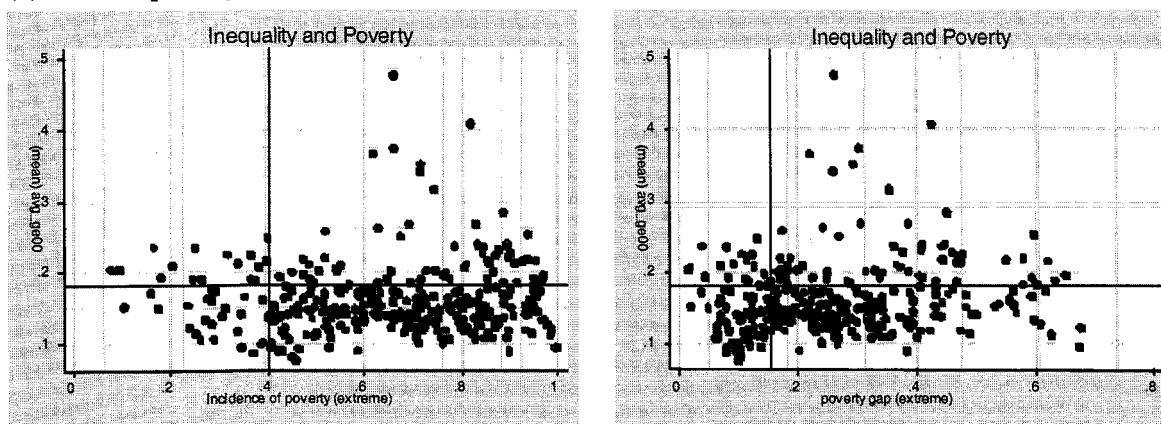 Inequality and Poverty
.5
.4
.3
.2
.1
(mean) avg_ge00
0 .2 .4 .6 .8 1
Incidence of poverty (extreme)
Inequality and Poverty
.5
.4
.3
.2
.1
(mean) avg_ge00
0 .2 .4 .6 .8
poverty gap (extreme)